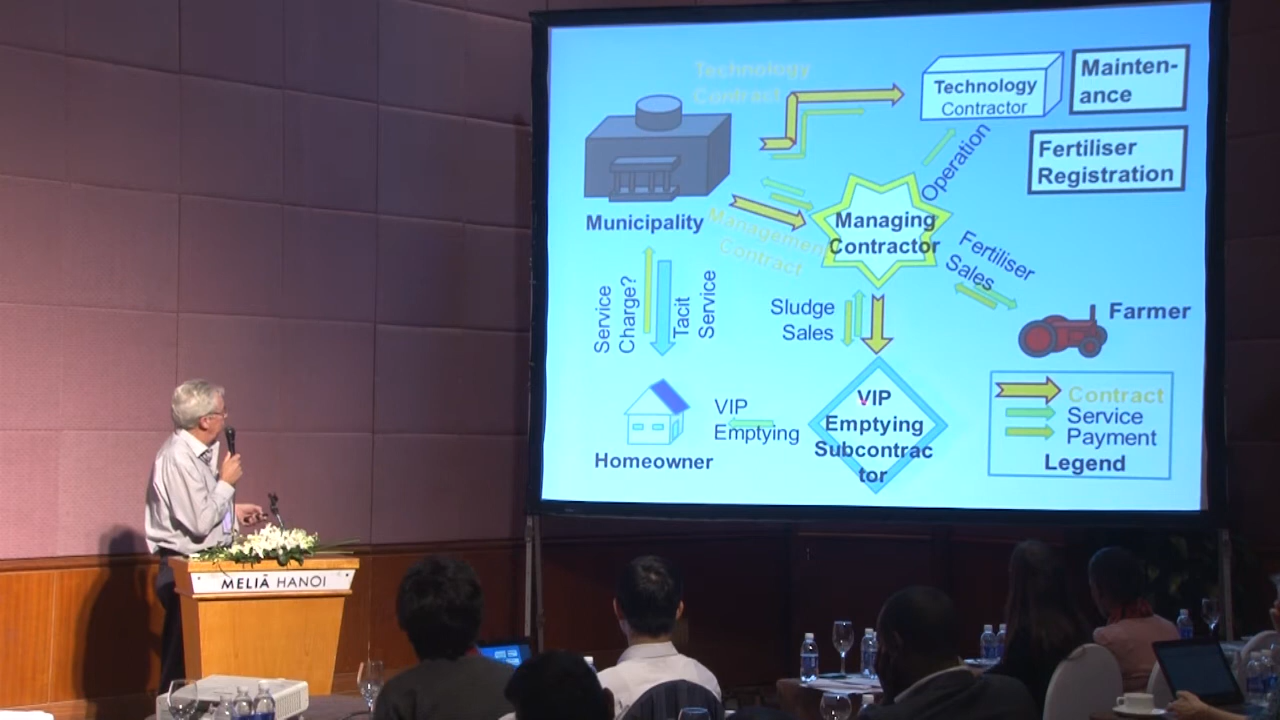 Technology
Contract
Technology
Contractor
Mainten-
ance
Fertiliser
Registration
Operation
Municipality
Management
Contract
Managing
Contractor
Fertiliser
Sales
Service
Charge?
Tacit
Service
Sludge
Sales
Farmer
VIP
Emptying
Homeowner
VIP
Emptying
Subcontrac
tor
Contract
Service
Payment
Legend
MELIÃ HANOI